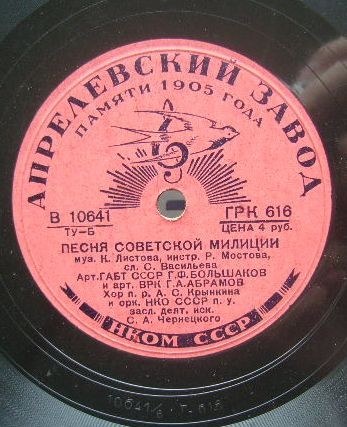 АПРЕЛЕВСКИЙ ЗАВОД
ПАМЯТИ 1905 ГОДА
В 10641
ТУ-Б
ГРК 616
ЦЕНА 4 руб.
ПЕСНЯ СОВЕТСКОЙ МИЛИЦИИ
муз. К. Листова, инстр. Р. Мостова,
сл. С. Васильева
Арт. ГАБТ СССР Г.Ф. БОЛЬШАКОВ
и арт. ВРК Г.А. АБРАМОВ
Хор п/р А. С. Крынкина
и орк. НКО СССР п. у.
засл. деят. иск.
С. А. Чернецкого
НКОМ СССР